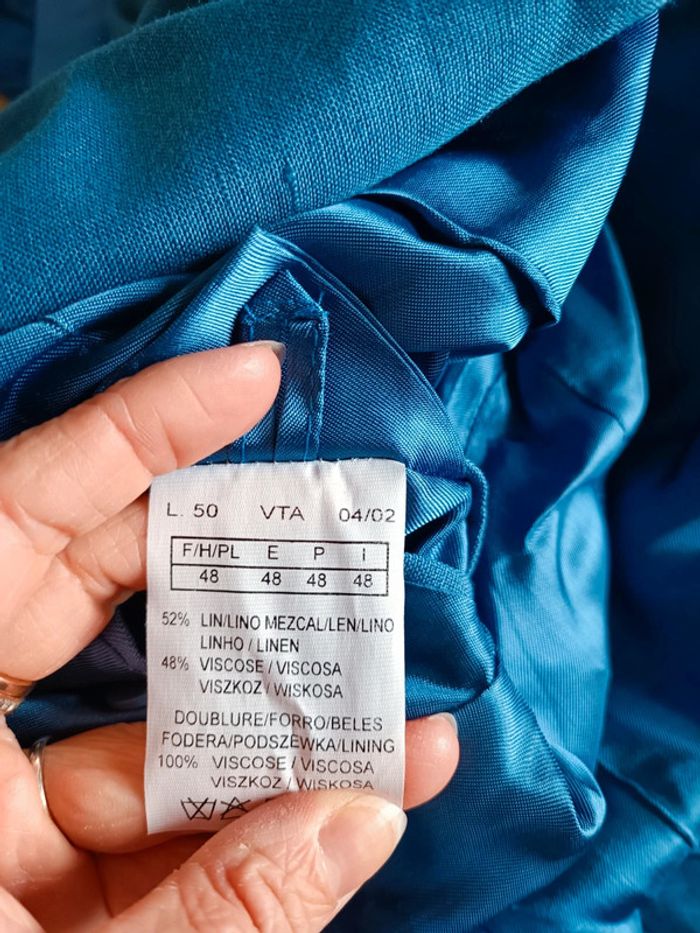 L. 50 VTA 04/02
F/H/PL E P I
48 48 48 48
52% LIN/LINO MEZCAL/LEN/LINO
LINHO / LINEN
48% VISCOSE / VISCOSA
VISZKOZ / WISKOSA
DOUBLURE/FORRO/BELES
FODERA/PODSZEWKA/LINING
100% VISCOSE / VISCOSA
VISZKOZ / WISKOSA